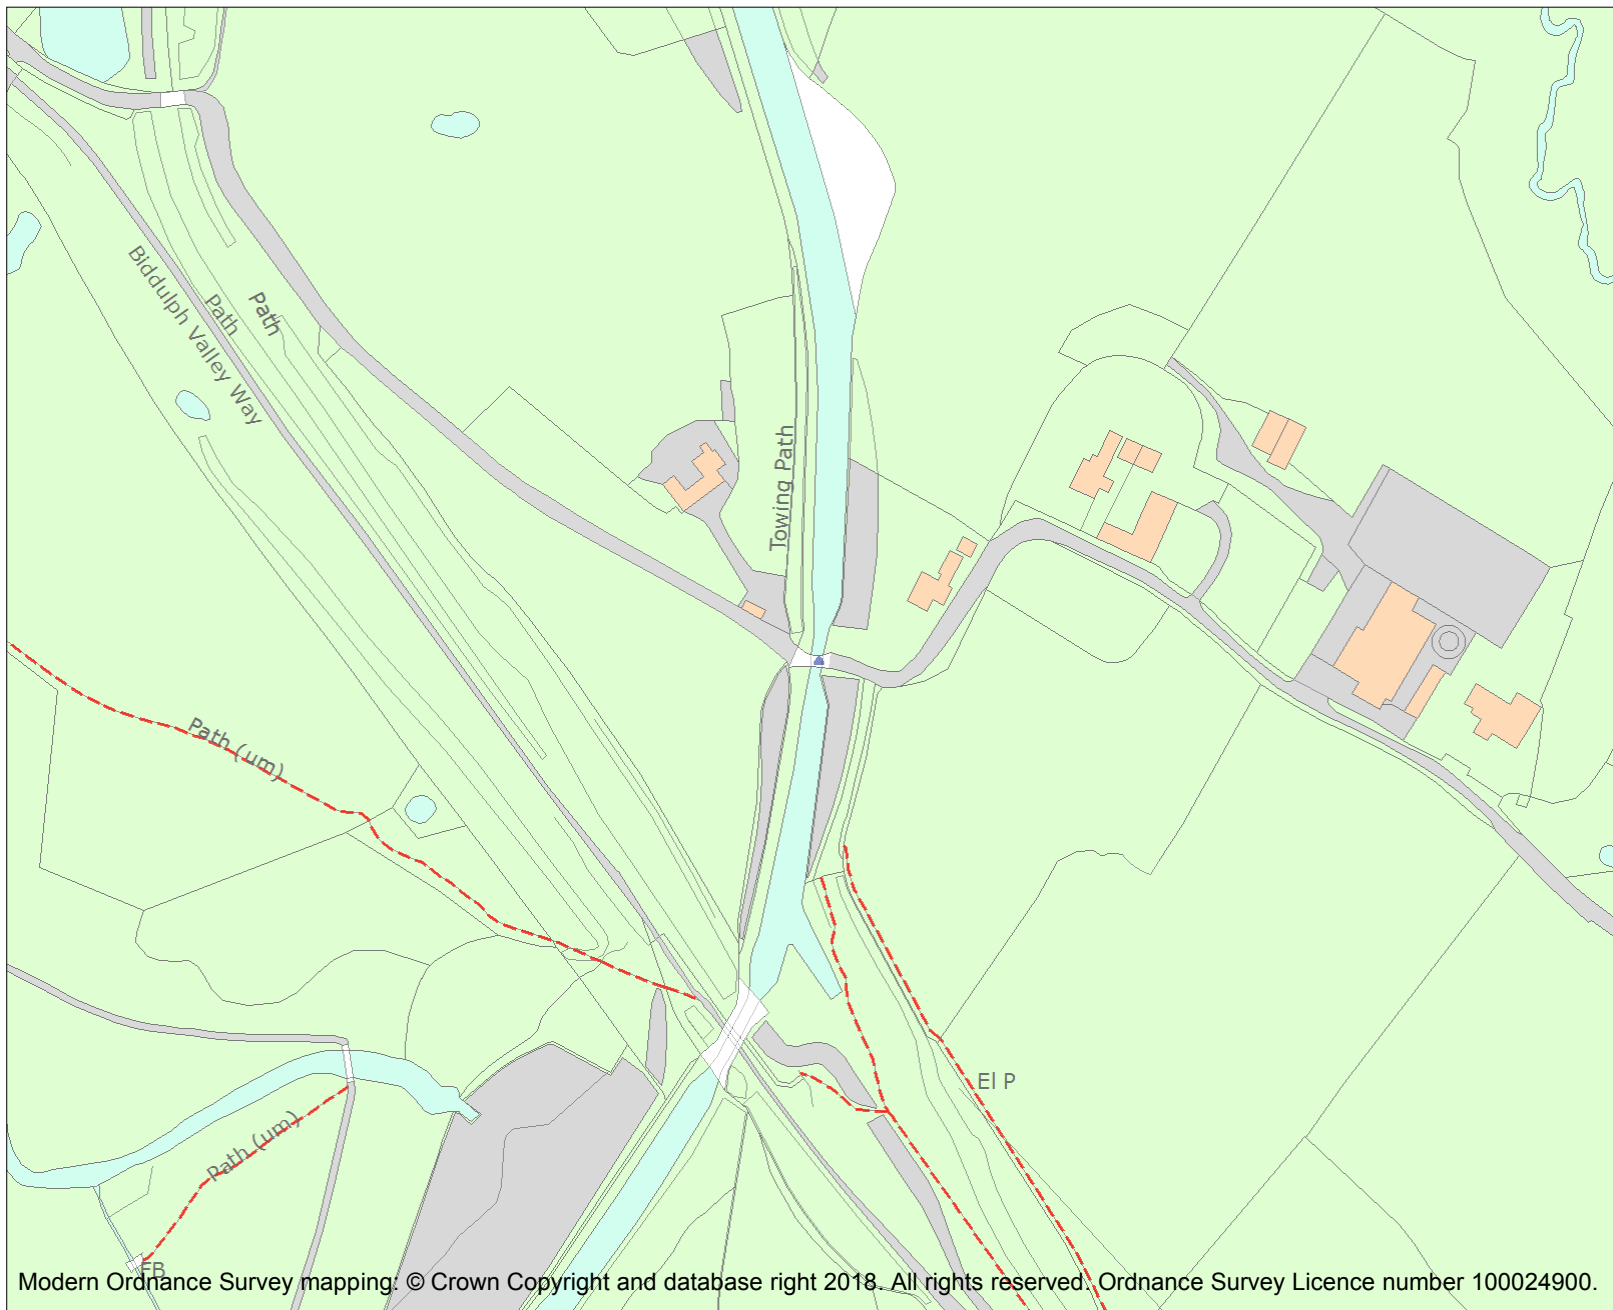 Biddulph Valley Way
Path
Path
Towing Path
Path (um)
El P
Path (um)
FB
Modern Ordnance Survey mapping: © Crown Copyright and database right 2018. All rights reserved. Ordnance Survey Licence number 100024900.